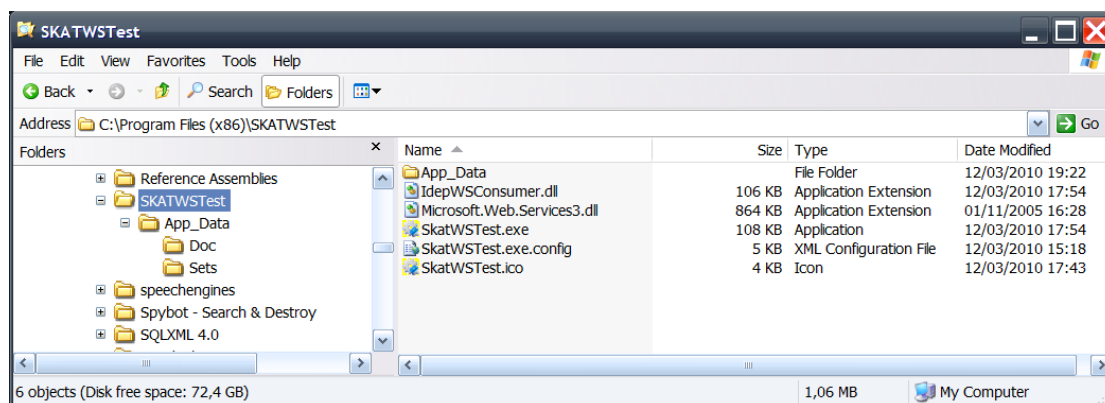 SKATWSTest
File Edit View Favorites Tools Help
Back Search Folders
Address C:\Program Files (x86)\SKATWSTest Go
Folders x Name Size Type Date Modified
Reference Assemblies
SKATWSTest
App_Data
Doc
Sets
speechengines
Spybot - Search & Destroy
SQLXML 4.0
App_Data File Folder 12/03/2010 19:22
IdepWSConsumer.dll 106 KB Application Extension 12/03/2010 17:54
Microsoft.Web.Services3.dll 864 KB Application Extension 01/11/2005 16:28
SkatWSTest.exe 108 KB Application 12/03/2010 17:54
SkatWSTest.exe.config 5 KB XML Configuration File 12/03/2010 15:18
SkatWSTest.ico 4 KB Icon 12/03/2010 17:43
6 objects (Disk free space: 72,4 GB) 1,06 MB My Computer